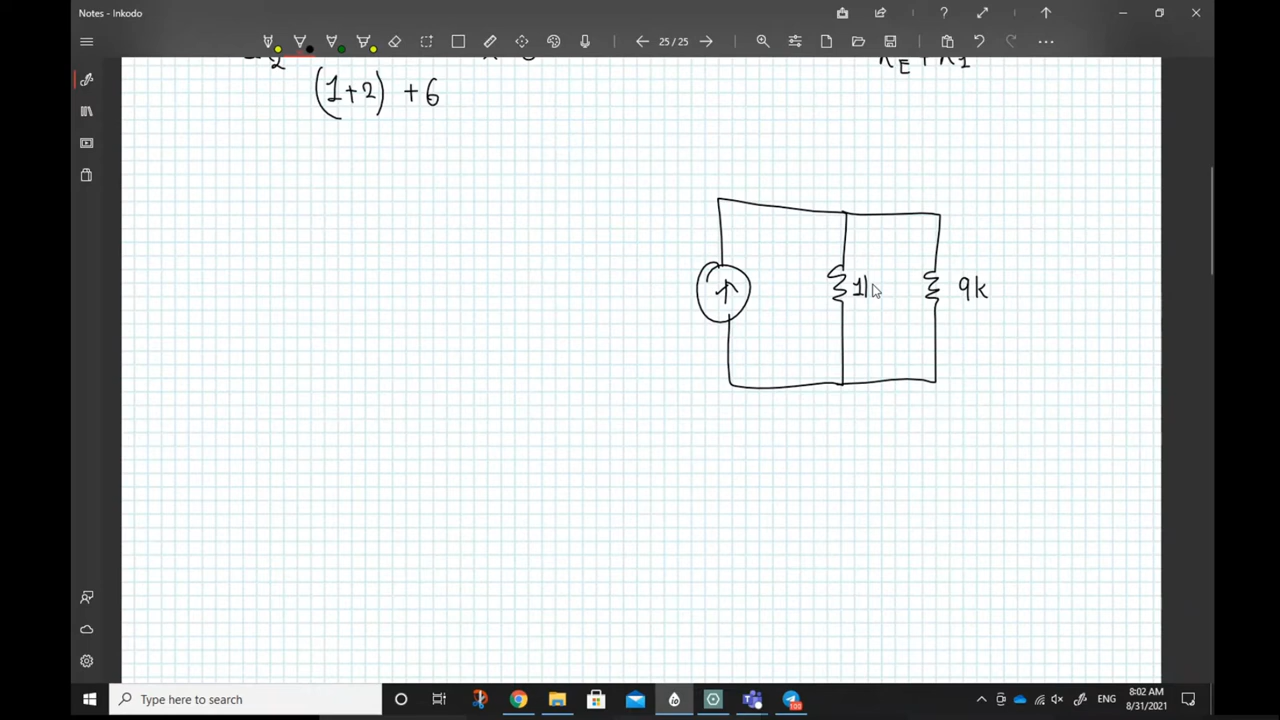 Notes - Inkodo
25 / 25
(1+2) + 6
1k
9k
Type here to search
ENG
8:02 AM
8/31/2021
100